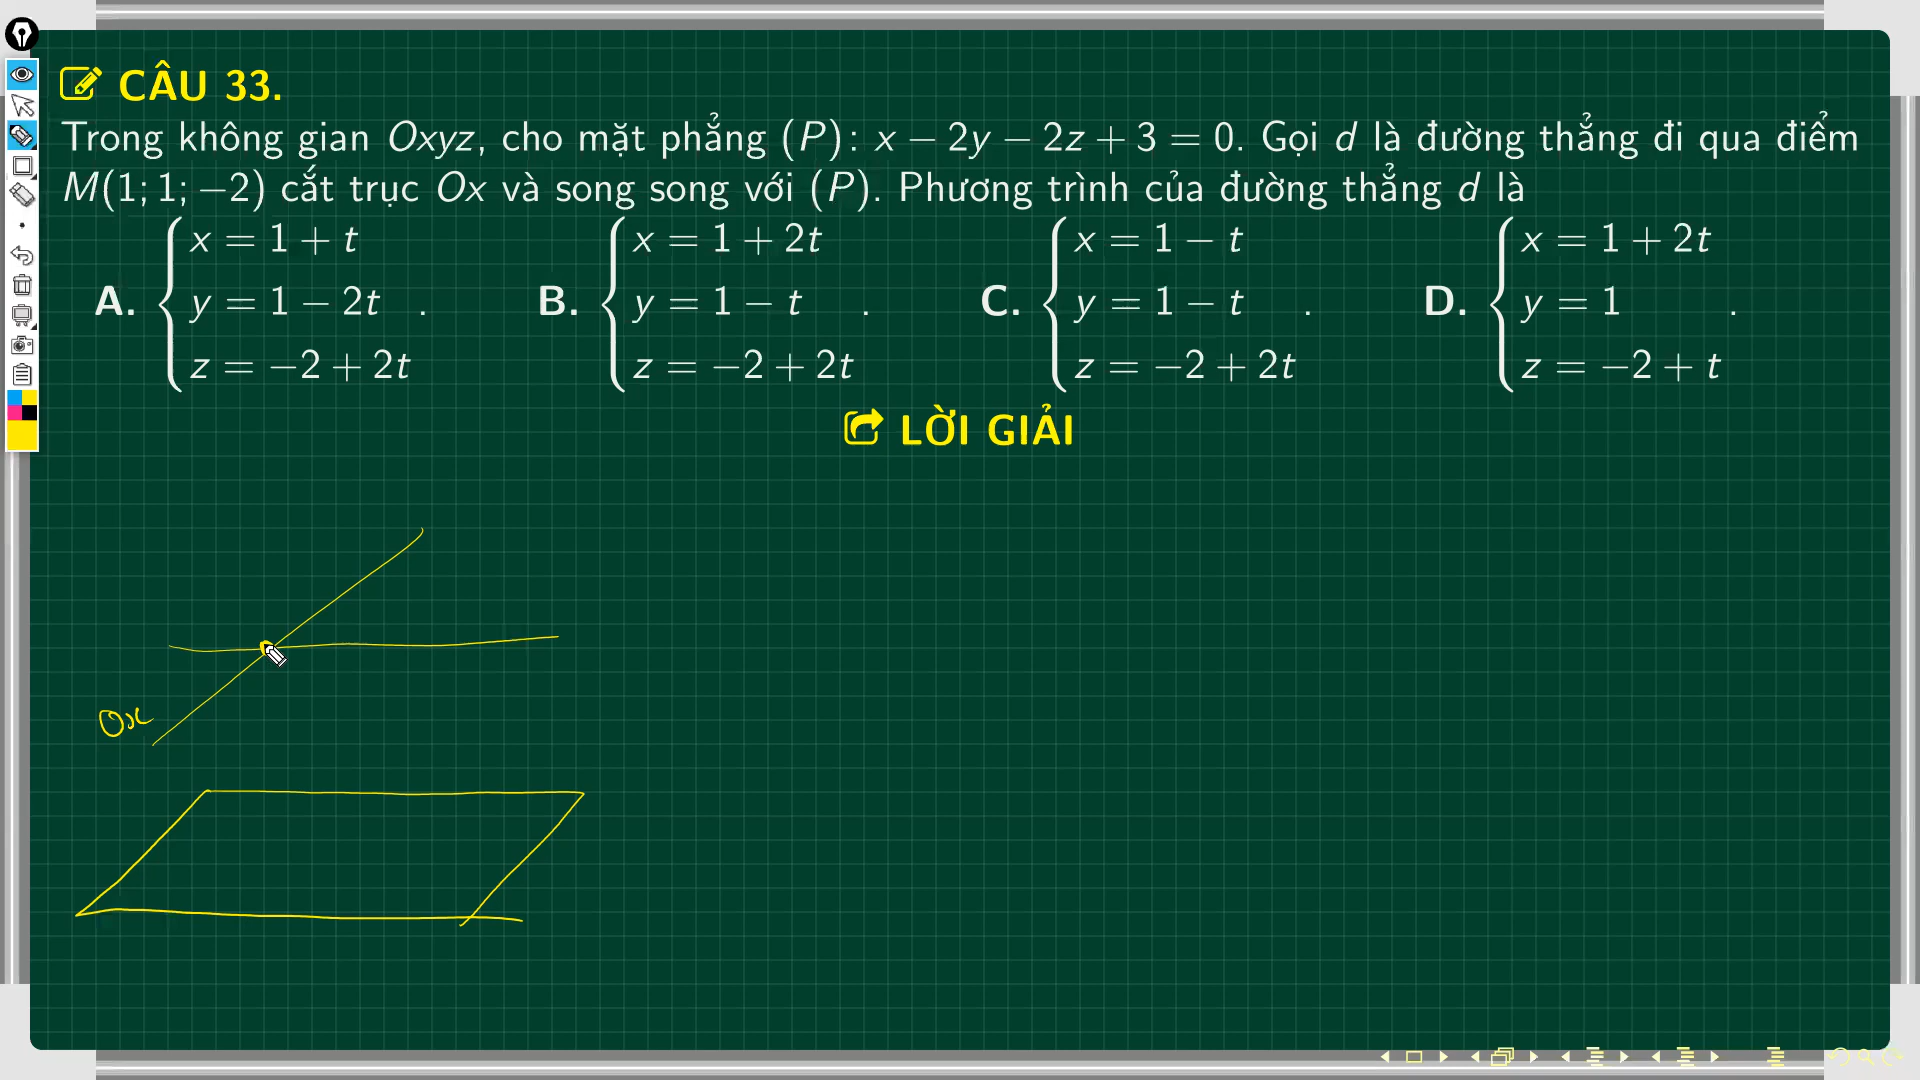 CÂU 33.
Trong không gian Oxyz, cho mặt phẳng (P): x − 2y − 2z + 3 = 0. Gọi d là đường thẳng đi qua điểm
M(1; 1; −2) cắt trục Ox và song song với (P). Phương trình của đường thẳng d là
A. { x = 1 + t
y = 1 − 2t .
z = −2 + 2t
B. { x = 1 + 2t
y = 1 − t .
z = −2 + 2t
C. { x = 1 − t
y = 1 − t .
z = −2 + 2t
D. { x = 1 + 2t
y = 1 .
z = −2 + t
LỜI GIẢI
Ox